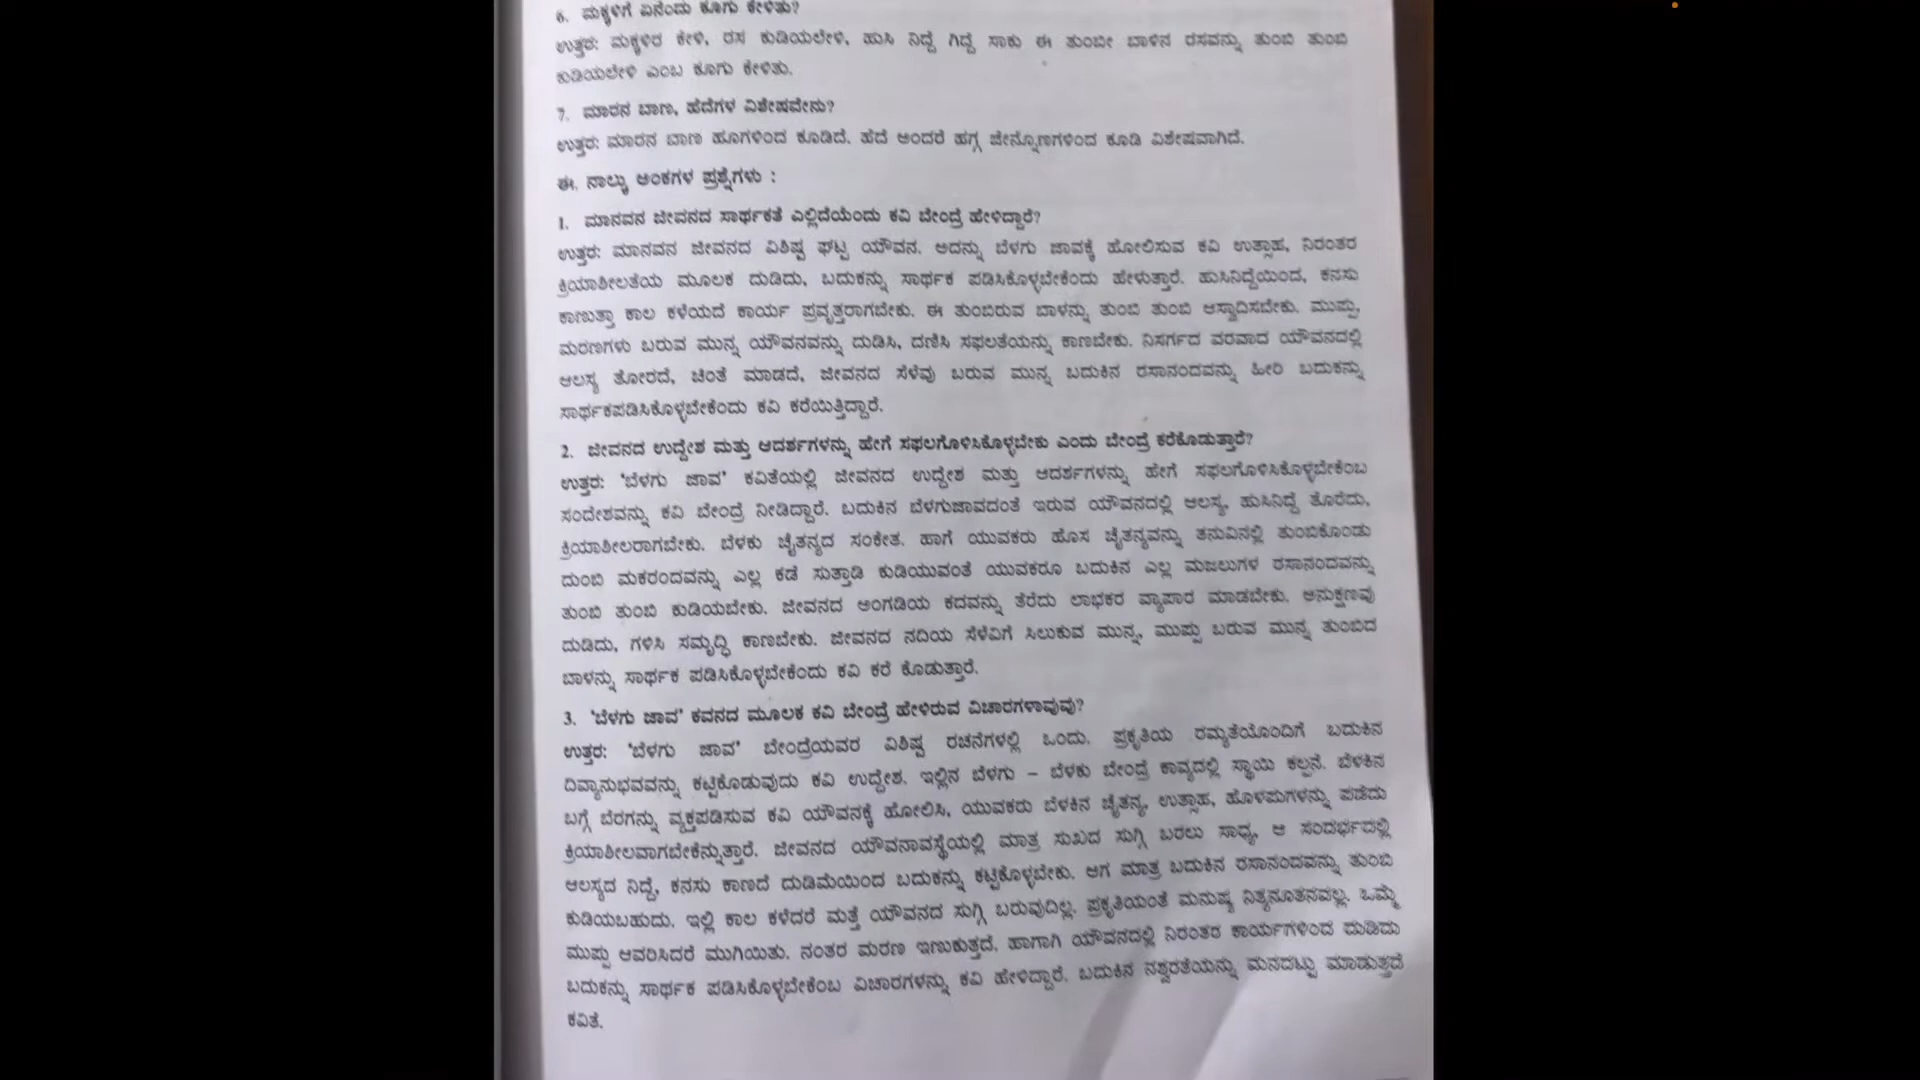 6. ಮಕ್ಕಳಿಗೆ ಏನೆಂದು ಕೂಗು ಕೇಳಿತು?
ಉತ್ತರ: ಮಕ್ಕಳಿರ ಕೇಳಿ, ರಸ ಕುಡಿಯಲೇಳಿ, ಹುಸಿ ನಿದ್ದೆ ಗಿದ್ದೆ ಸಾಕು ಈ ತುಂಬೀ ಬಾಳಿನ ರಸವನ್ನು ತುಂಬಿ ತುಂಬಿ
ಕುಡಿಯಲೇಳಿ ಎಂಬ ಕೂಗು ಕೇಳಿತು.
7. ಮಾರನ ಬಾಣ, ಹೆದೆಗಳ ವಿಶೇಷವೇನು?
ಉತ್ತರ: ಮಾರನ ಬಾಣ ಹೂಗಳಿಂದ ಕೂಡಿದೆ. ಹೆದೆ ಅಂದರೆ ಹಗ್ಗ ಜೇನ್ನೊಣಗಳಿಂದ ಕೂಡಿ ವಿಶೇಷವಾಗಿದೆ.
ಈ. ನಾಲ್ಕು ಅಂಕಗಳ ಪ್ರಶ್ನೆಗಳು :
1. ಮಾನವನ ಜೀವನದ ಸಾರ್ಥಕತೆ ಎಲ್ಲಿದೆಯೆಂದು ಕವಿ ಬೇಂದ್ರೆ ಹೇಳಿದ್ದಾರೆ?
ಉತ್ತರ: ಮಾನವನ ಜೀವನದ ವಿಶಿಷ್ಟ ಘಟ್ಟ ಯೌವನ. ಅದನ್ನು ಬೆಳಗು ಜಾವಕ್ಕೆ ಹೋಲಿಸುವ ಕವಿ ಉತ್ಸಾಹ, ನಿರಂತರ
ಕ್ರಿಯಾಶೀಲತೆಯ ಮೂಲಕ ದುಡಿದು, ಬದುಕನ್ನು ಸಾರ್ಥಕ ಪಡಿಸಿಕೊಳ್ಳಬೇಕೆಂದು ಹೇಳುತ್ತಾರೆ. ಹುಸಿನಿದ್ದೆಯಿಂದ, ಕನಸು
ಕಾಣುತ್ತಾ ಕಾಲ ಕಳೆಯದೆ ಕಾರ್ಯ ಪ್ರವೃತ್ತರಾಗಬೇಕು. ಈ ತುಂಬಿರುವ ಬಾಳನ್ನು ತುಂಬಿ ತುಂಬಿ ಆಸ್ವಾದಿಸಬೇಕು. ಮುಪ್ಪು,
ಮರಣಗಳು ಬರುವ ಮುನ್ನ ಯೌವನವನ್ನು ದುಡಿಸಿ, ದಣಿಸಿ ಸಫಲತೆಯನ್ನು ಕಾಣಬೇಕು. ನಿಸರ್ಗದ ವರವಾದ ಯೌವನದಲ್ಲಿ
ಆಲಸ್ಯ ತೋರದೆ, ಚಿಂತೆ ಮಾಡದೆ, ಜೀವನದ ಸೆಳೆವು ಬರುವ ಮುನ್ನ ಬದುಕಿನ ರಸಾನಂದವನ್ನು ಹೀರಿ ಬದುಕನ್ನು
ಸಾರ್ಥಕಪಡಿಸಿಕೊಳ್ಳಬೇಕೆಂದು ಕವಿ ಕರೆಯಿತ್ತಿದ್ದಾರೆ.
2. ಜೀವನದ ಉದ್ದೇಶ ಮತ್ತು ಆದರ್ಶಗಳನ್ನು ಹೇಗೆ ಸಫಲಗೊಳಿಸಿಕೊಳ್ಳಬೇಕು ಎಂದು ಬೇಂದ್ರೆ ಕರೆಕೊಡುತ್ತಾರೆ?
ಉತ್ತರ: 'ಬೆಳಗು ಜಾವ' ಕವಿತೆಯಲ್ಲಿ ಜೀವನದ ಉದ್ದೇಶ ಮತ್ತು ಆದರ್ಶಗಳನ್ನು ಹೇಗೆ ಸಫಲಗೊಳಿಸಿಕೊಳ್ಳಬೇಕೆಂಬ
ಸಂದೇಶವನ್ನು ಕವಿ ಬೇಂದ್ರೆ ನೀಡಿದ್ದಾರೆ. ಬದುಕಿನ ಬೆಳಗುಜಾವದಂತೆ ಇರುವ ಯೌವನದಲ್ಲಿ ಆಲಸ್ಯ, ಹುಸಿನಿದ್ದೆ ತೊರೆದು,
ಕ್ರಿಯಾಶೀಲರಾಗಬೇಕು. ಬೆಳಕು ಚೈತನ್ಯದ ಸಂಕೇತ. ಹಾಗೆ ಯುವಕರು ಹೊಸ ಚೈತನ್ಯವನ್ನು ತನುವಿನಲ್ಲಿ ತುಂಬಿಕೊಂಡು
ದುಂಬಿ ಮಕರಂದವನ್ನು ಎಲ್ಲ ಕಡೆ ಸುತ್ತಾಡಿ ಕುಡಿಯುವಂತೆ ಯುವಕರೂ ಬದುಕಿನ ಎಲ್ಲ ಮಜಲುಗಳ ರಸಾನಂದವನ್ನು
ತುಂಬಿ ತುಂಬಿ ಕುಡಿಯಬೇಕು. ಜೀವನದ ಅಂಗಡಿಯ ಕದವನ್ನು ತೆರೆದು ಲಾಭಕರ ವ್ಯಾಪಾರ ಮಾಡಬೇಕು. ಅನುಕ್ಷಣವು
ದುಡಿದು, ಗಳಿಸಿ ಸಮೃದ್ಧಿ ಕಾಣಬೇಕು. ಜೀವನದ ನದಿಯ ಸೆಳೆವಿಗೆ ಸಿಲುಕುವ ಮುನ್ನ, ಮುಪ್ಪು ಬರುವ ಮುನ್ನ ತುಂಬಿದ
ಬಾಳನ್ನು ಸಾರ್ಥಕ ಪಡಿಸಿಕೊಳ್ಳಬೇಕೆಂದು ಕವಿ ಕರೆ ಕೊಡುತ್ತಾರೆ.
3. 'ಬೆಳಗು ಜಾವ' ಕವನದ ಮೂಲಕ ಕವಿ ಬೇಂದ್ರೆ ಹೇಳಿರುವ ವಿಚಾರಗಳಾವುವು?
ಉತ್ತರ: 'ಬೆಳಗು ಜಾವ' ಬೇಂದ್ರೆಯವರ ವಿಶಿಷ್ಟ ರಚನೆಗಳಲ್ಲಿ ಒಂದು. ಪ್ರಕೃತಿಯ ರಮ್ಯತೆಯೊಂದಿಗೆ ಬದುಕಿನ
ದಿವ್ಯಾನುಭವವನ್ನು ಕಟ್ಟಿಕೊಡುವುದು ಕವಿ ಉದ್ದೇಶ. ಇಲ್ಲಿನ ಬೆಳಗು – ಬೆಳಕು ಬೇಂದ್ರೆ ಕಾವ್ಯದಲ್ಲಿ ಸ್ಥಾಯಿ ಕಲ್ಪನೆ. ಬೆಳಕಿನ
ಬಗ್ಗೆ ಬೆರಗನ್ನು ವ್ಯಕ್ತಪಡಿಸುವ ಕವಿ ಯೌವನಕ್ಕೆ ಹೋಲಿಸಿ, ಯುವಕರು ಬೆಳಕಿನ ಚೈತನ್ಯ, ಉತ್ಸಾಹ, ಹೊಳಪುಗಳನ್ನು ಪಡೆದು
ಕ್ರಿಯಾಶೀಲವಾಗಬೇಕೆನ್ನುತ್ತಾರೆ. ಜೀವನದ ಯೌವನಾವಸ್ಥೆಯಲ್ಲಿ ಮಾತ್ರ ಸುಖದ ಸುಗ್ಗಿ ಬರಲು ಸಾಧ್ಯ, ಆ ಸಂದರ್ಭದಲ್ಲಿ
ಆಲಸ್ಯದ ನಿದ್ದೆ, ಕನಸು ಕಾಣದೆ ದುಡಿಮೆಯಿಂದ ಬದುಕನ್ನು ಕಟ್ಟಿಕೊಳ್ಳಬೇಕು. ಆಗ ಮಾತ್ರ ಬದುಕಿನ ರಸಾನಂದವನ್ನು ತುಂಬಿ
ಕುಡಿಯಬಹುದು. ಇಲ್ಲಿ ಕಾಲ ಕಳೆದರೆ ಮತ್ತೆ ಯೌವನದ ಸುಗ್ಗಿ ಬರುವುದಿಲ್ಲ. ಪ್ರಕೃತಿಯಂತೆ ಮನುಷ್ಯ ನಿತ್ಯನೂತನವಲ್ಲ. ಒಮ್ಮೆ
ಮುಪ್ಪು ಆವರಿಸಿದರೆ ಮುಗಿಯಿತು. ನಂತರ ಮರಣ ಇಣುಕುತ್ತದೆ. ಹಾಗಾಗಿ ಯೌವನದಲ್ಲಿ ನಿರಂತರ ಕಾರ್ಯಗಳಿಂದ ದುಡಿದು
ಬದುಕನ್ನು ಸಾರ್ಥಕ ಪಡಿಸಿಕೊಳ್ಳಬೇಕೆಂಬ ವಿಚಾರಗಳನ್ನು ಕವಿ ಹೇಳಿದ್ದಾರೆ. ಬದುಕಿನ ನಶ್ವರತೆಯನ್ನು ಮನದಟ್ಟು ಮಾಡುತ್ತದೆ
ಕವಿತೆ.